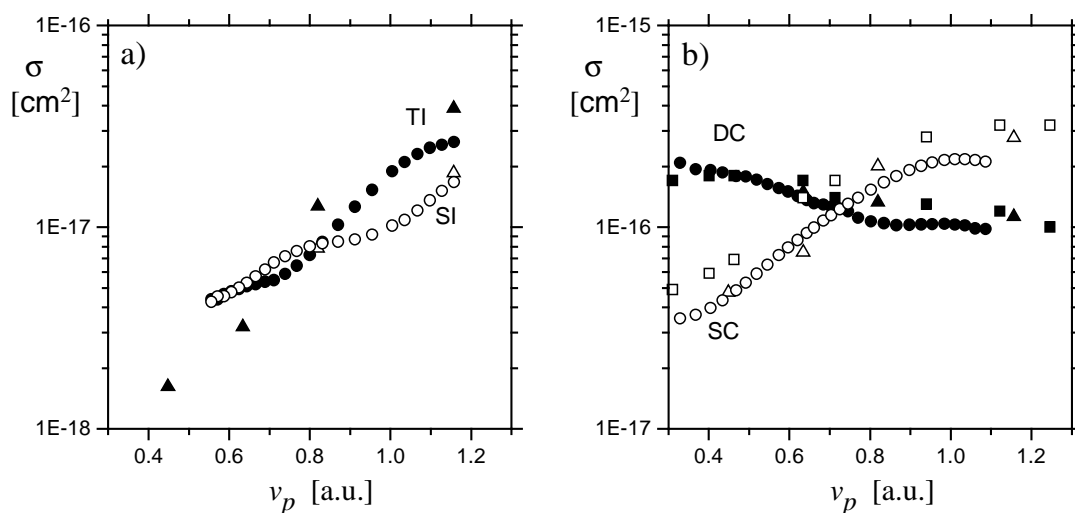 a)
σ
[cm²]
1E-16
1E-17
1E-18
TI
SI
0.4 0.6 0.8 1.0 1.2
v_p [a.u.]
b)
σ
[cm²]
1E-15
1E-16
1E-17
DC
SC
0.4 0.6 0.8 1.0 1.2
v_p [a.u.]